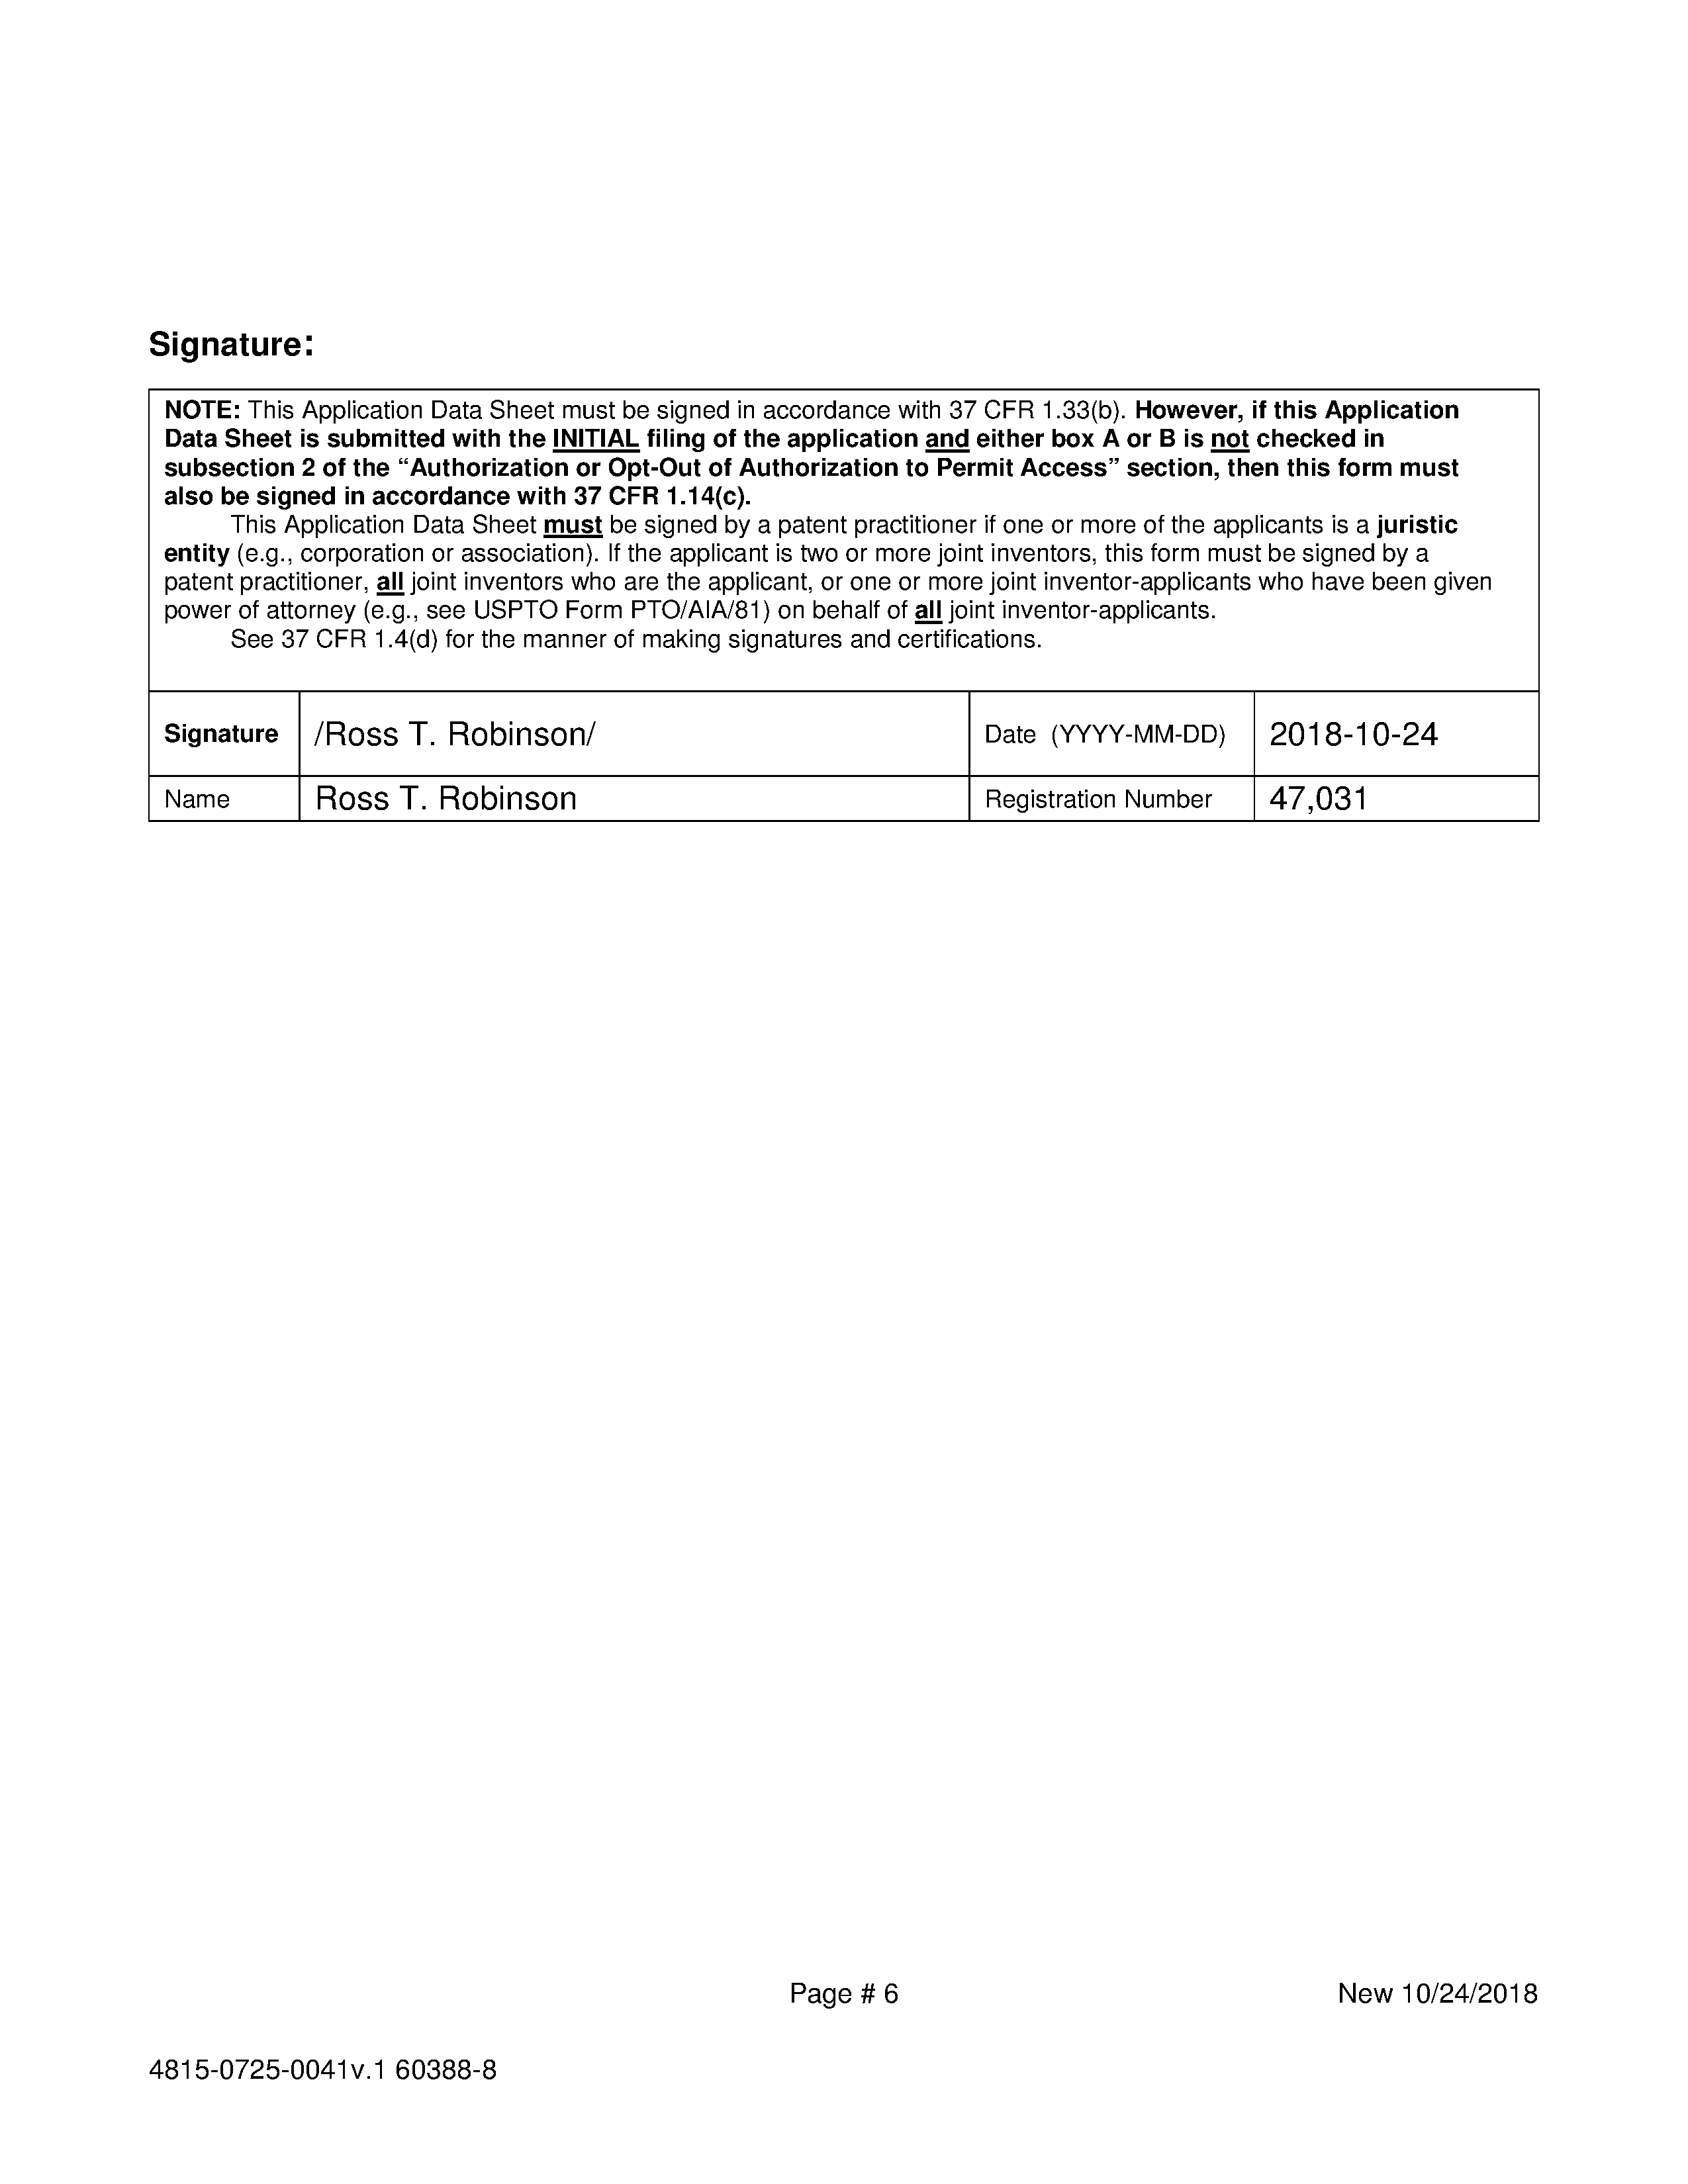 Signature:
NOTE: This Application Data Sheet must be signed in accordance with 37 CFR 1.33(b). However, if this Application
Data Sheet is submitted with the INITIAL filing of the application and either box A or B is not checked in
subsection 2 of the “Authorization or Opt-Out of Authorization to Permit Access” section, then this form must
also be signed in accordance with 37 CFR 1.14(c).
This Application Data Sheet must be signed by a patent practitioner if one or more of the applicants is a juristic
entity (e.g., corporation or association). If the applicant is two or more joint inventors, this form must be signed by a
patent practitioner, all joint inventors who are the applicant, or one or more joint inventor-applicants who have been given
power of attorney (e.g., see USPTO Form PTO/AIA/81) on behalf of all joint inventor-applicants.
See 37 CFR 1.4(d) for the manner of making signatures and certifications.
Signature /Ross T. Robinson/ Date (YYYY-MM-DD) 2018-10-24
Name Ross T. Robinson Registration Number 47,031
Page # 6 New 10/24/2018
4815-0725-0041v.1 60388-8